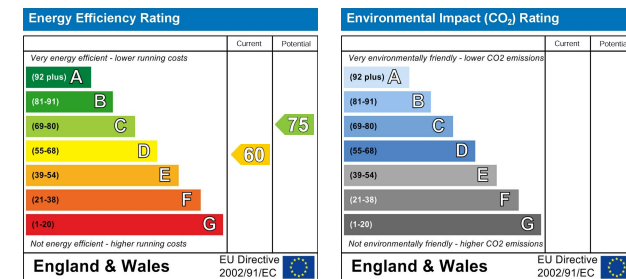 Energy Efficiency Rating
Current Potential
Very energy efficient - lower running costs
(92 plus) A
(81-91) B
(69-80) C
75
(55-68) D
60
(39-54) E
(21-38) F
(1-20) G
Not energy efficient - higher running costs
England & Wales
EU Directive
2002/91/EC
Environmental Impact (CO2) Rating
Current Potential
Very environmentally friendly - lower CO2 emissions
(92 plus) A
(81-91) B
(69-80) C
(55-68) D
(39-54) E
(21-38) F
(1-20) G
Not environmentally friendly - higher CO2 emissions
England & Wales
EU Directive
2002/91/EC